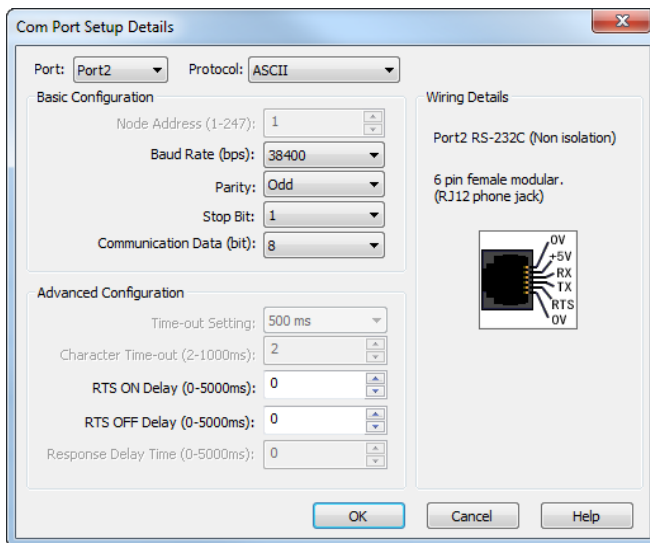 Com Port Setup Details
Port: Port2 Protocol: ASCII
Basic Configuration
Node Address (1-247): 1
Baud Rate (bps): 38400
Parity: Odd
Stop Bit: 1
Communication Data (bit): 8
Advanced Configuration
Time-out Setting: 500 ms
Character Time-out (2-1000ms): 2
RTS ON Delay (0-5000ms): 0
RTS OFF Delay (0-5000ms): 0
Response Delay Time (0-5000ms): 0
Wiring Details
Port2 RS-232C (Non isolation)
6 pin female modular.
(RJ12 phone jack)
0V
+5V
RX
TX
RTS
0V
OK Cancel Help